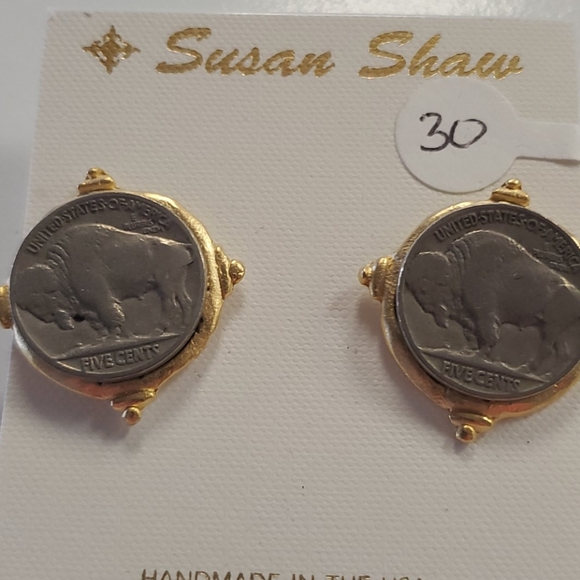 Susan Shaw
30
UNITED·STATES·OF·AMERICA
FIVE CENTS
UNITED·STATES·OF·AMERICA
FIVE CENTS
HANDMADE IN THE USA